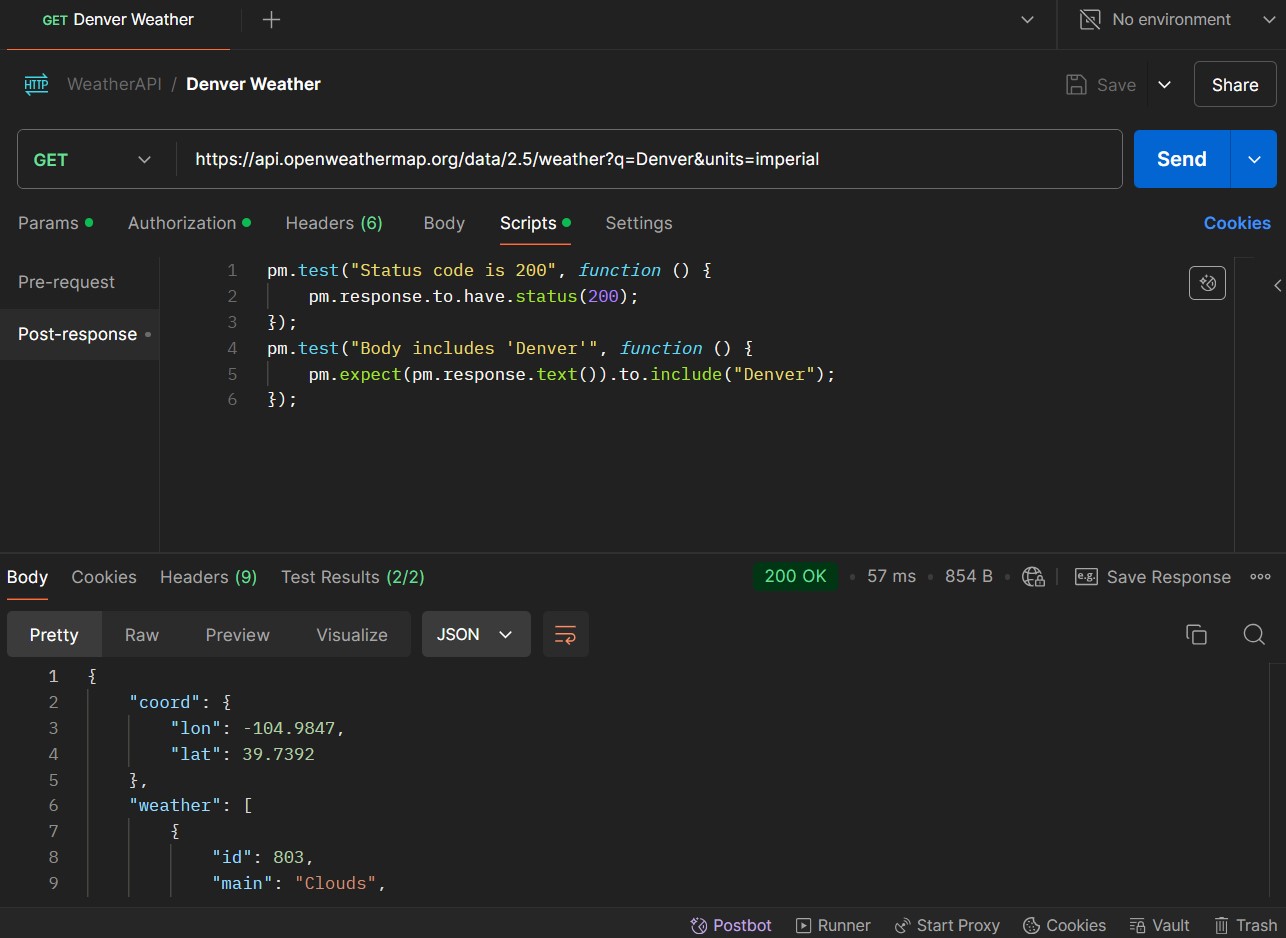 GET Denver Weather
No environment
HTTP WeatherAPI / Denver Weather
Save
Share
GET
https://api.openweathermap.org/data/2.5/weather?q=Denver&units=imperial
Send
Params
Authorization
Headers (6)
Body
Scripts
Settings
Cookies
Pre-request
Post-response
1 pm.test("Status code is 200", function () {
2 pm.response.to.have.status(200);
3 });
4 pm.test("Body includes 'Denver'", function () {
5 pm.expect(pm.response.text()).to.include("Denver");
6 });
Body
Cookies
Headers (9)
Test Results (2/2)
200 OK
57 ms
854 B
e.g. Save Response
Pretty
Raw
Preview
Visualize
JSON
1 {
2 "coord": {
3 "lon": -104.9847,
4 "lat": 39.7392
5 },
6 "weather": [
7 {
8 "id": 803,
9 "main": "Clouds",
Postbot
Runner
Start Proxy
Cookies
Vault
Trash